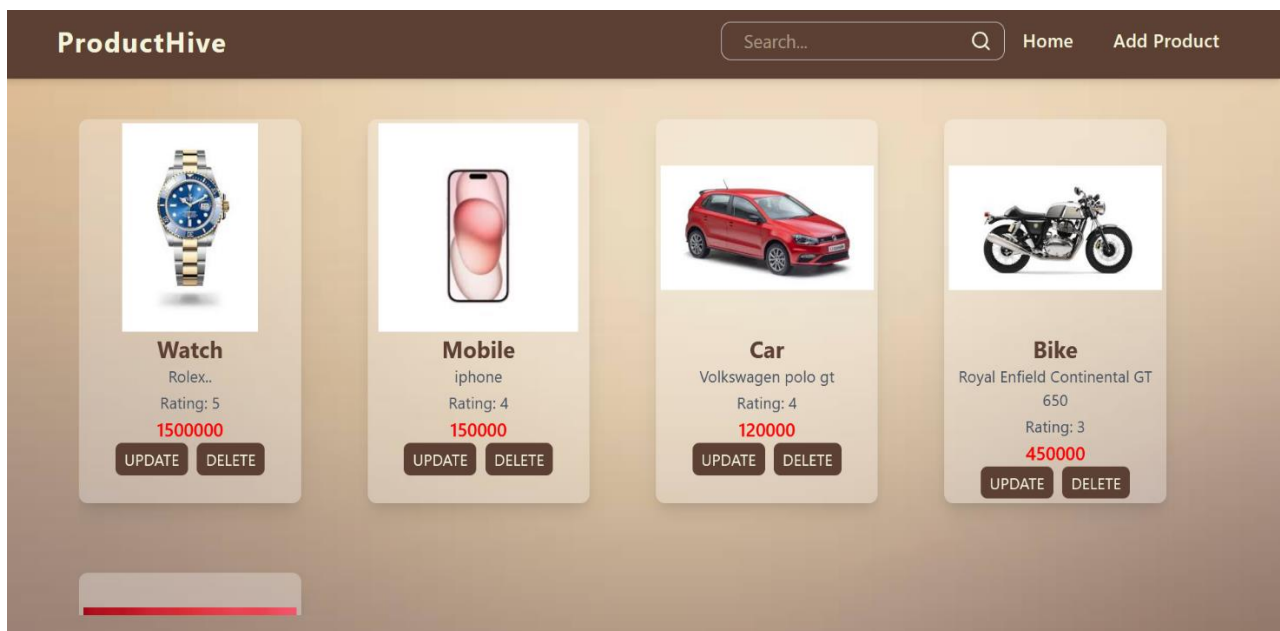 ProductHive
Search...
Home
Add Product
Watch
Rolex..
Rating: 5
1500000
UPDATE DELETE
Mobile
iphone
Rating: 4
150000
UPDATE DELETE
Car
Volkswagen polo gt
Rating: 4
120000
UPDATE DELETE
Bike
Royal Enfield Continental GT
650
Rating: 3
450000
UPDATE DELETE